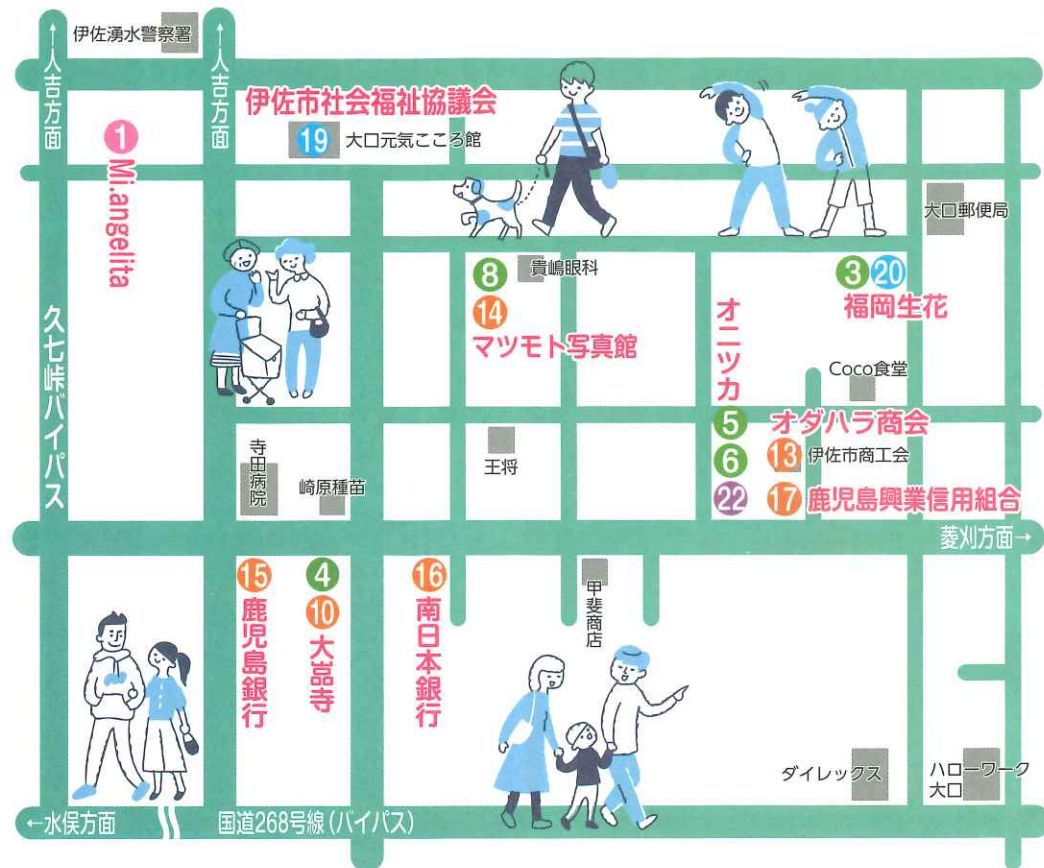 伊佐湧水警察署
↑人吉方面
↑人吉方面
伊佐市社会福祉協議会
19 大口元気こころ館
1 Mi.angelita
大口郵便局
8 貴嶋眼科
14
マツモト写真館
3 20
福岡生花
オニツカ
Coco食堂
久七峠バイパス
5 オダハラ商会
6 13 伊佐市商工会
22 17 鹿児島興業信用組合
寺田病院
崎原種苗
王将
菱刈方面→
15 鹿児島銀行
4
10 大嵓寺
16 南日本銀行
甲斐商店
ダイレックス
ハローワーク
大口
←水俣方面
国道268号線(バイパス)